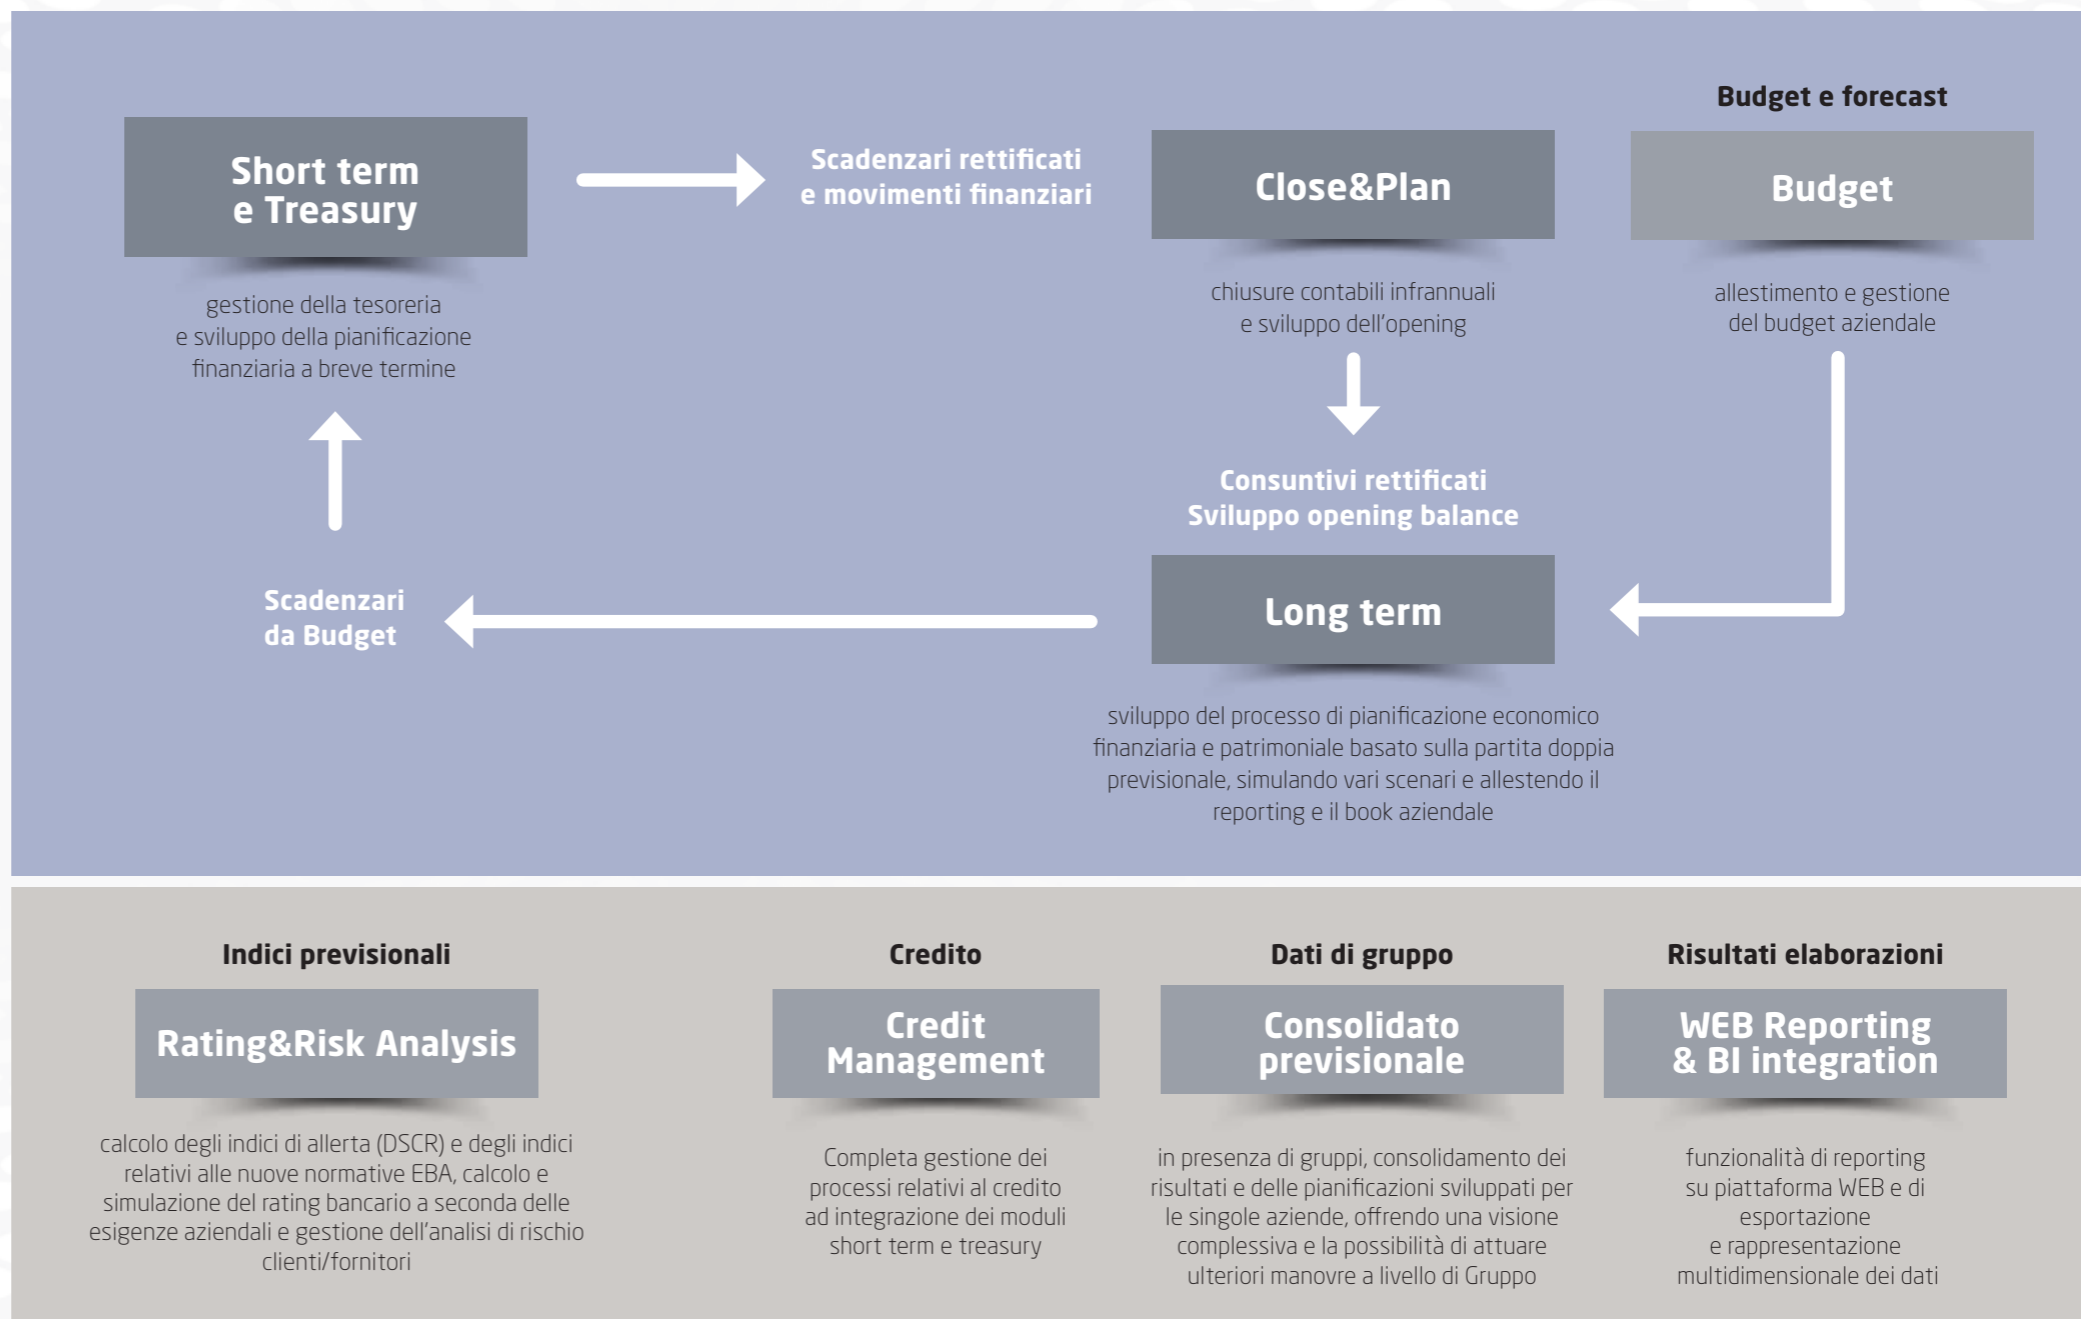 Short term
e Treasury
gestione della tesoreria
e sviluppo della pianificazione
finanziaria a breve termine
Scadenzari rettificati
e movimenti finanziari
Close&Plan
chiusure contabili infrannuali
e sviluppo dell'opening
Budget e forecast
Budget
allestimento e gestione
del budget aziendale
Consuntivi rettificati
Sviluppo opening balance
Scadenzari
da Budget
Long term
sviluppo del processo di pianificazione economico
finanziaria e patrimoniale basato sulla partita doppia
previsionale, simulando vari scenari e allestendo il
reporting e il book aziendale
Indici previsionali
Rating&Risk Analysis
calcolo degli indici di allerta (DSCR) e degli indici
relativi alle nuove normative EBA, calcolo e
simulazione del rating bancario a seconda delle
esigenze aziendali e gestione dell'analisi di rischio
clienti/fornitori
Credito
Credit
Management
Completa gestione dei
processi relativi al credito
ad integrazione dei moduli
short term e treasury
Dati di gruppo
Consolidato
previsionale
in presenza di gruppi, consolidamento dei
risultati e delle pianificazioni sviluppati per
le singole aziende, offrendo una visione
complessiva e la possibilità di attuare
ulteriori manovre a livello di Gruppo
Risultati elaborazioni
WEB Reporting
& BI integration
funzionalità di reporting
su piattaforma WEB e di
esportazione
e rappresentazione
multidimensionale dei dati